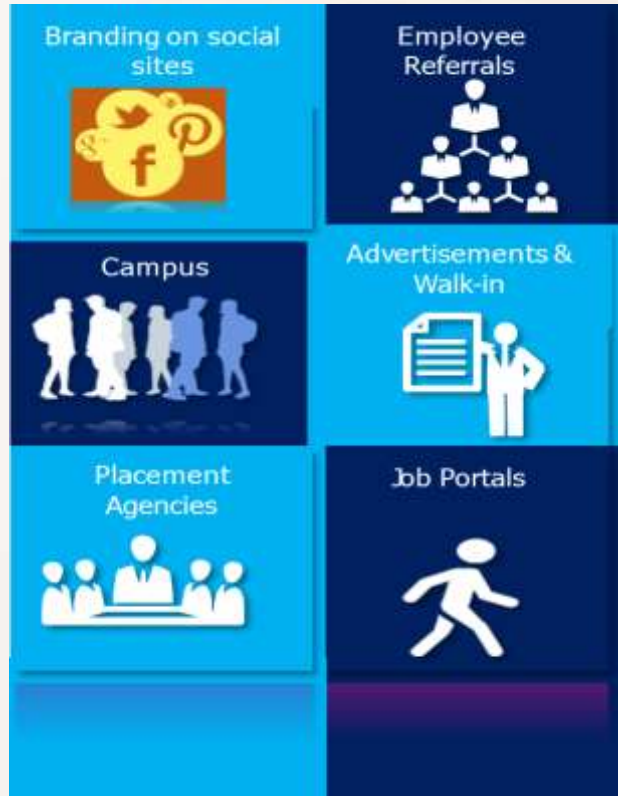 Branding on social
sites
Employee
Referrals
Campus
Advertisements &
Walk-in
Placement
Agencies
Job Portals